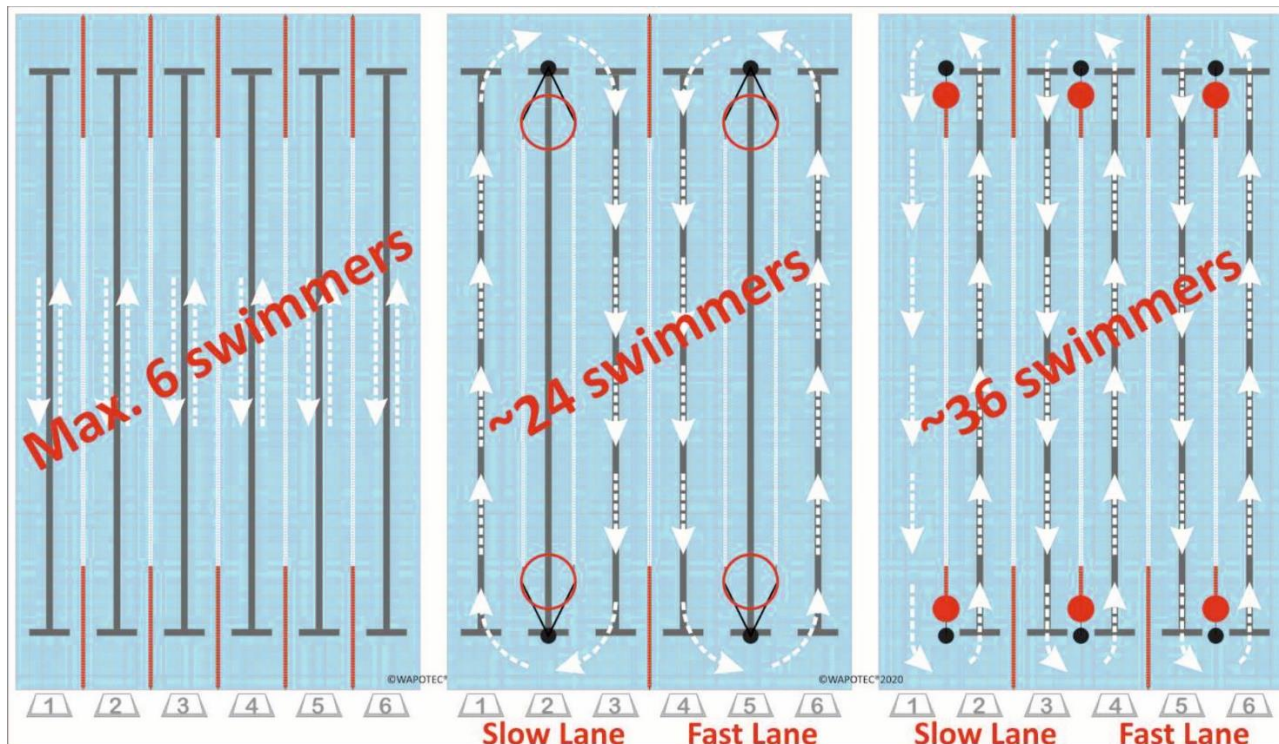 Max. 6 swimmers
~24 swimmers
~36 swimmers
©WAPOTEC®
©WAPOTEC®2020
1 2 3 4 5 6
1 2 3 4 5 6
1 2 3 4 5 6
Slow Lane Fast Lane
Slow Lane Fast Lane